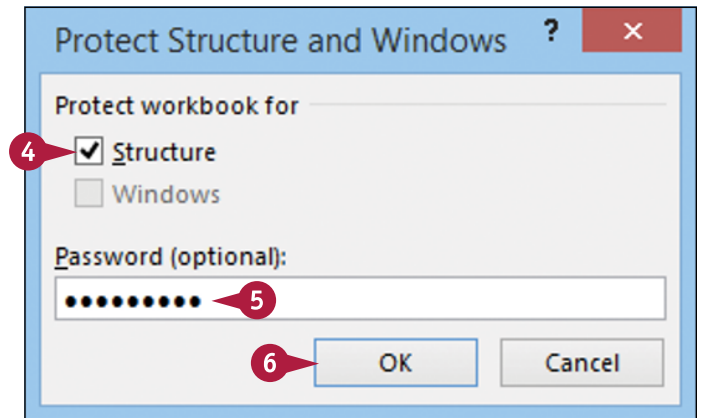 Protect Structure and Windows ? ×
Protect workbook for
4 Structure
Windows
Password (optional):
••••••••• 5
6 OK Cancel